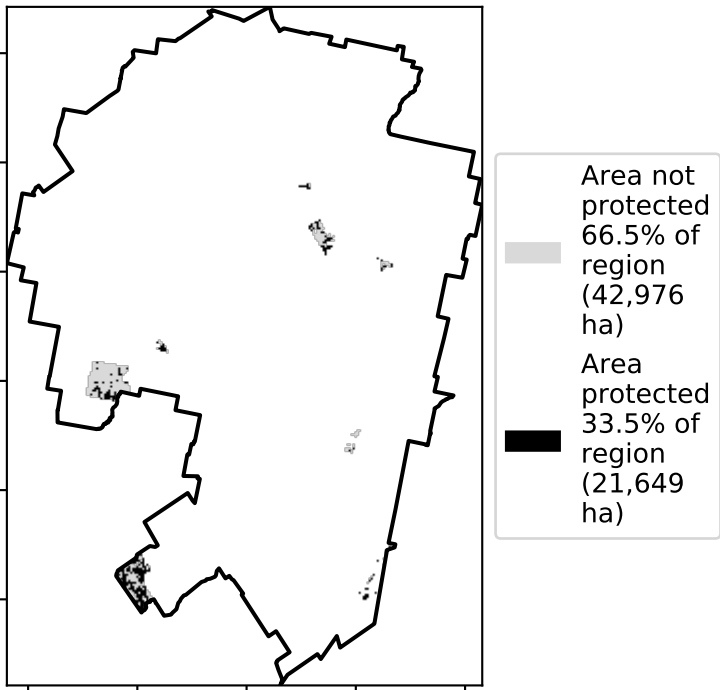 Area not
protected
66.5% of
region
(42,976
ha)
Area
protected
33.5% of
region
(21,649
ha)